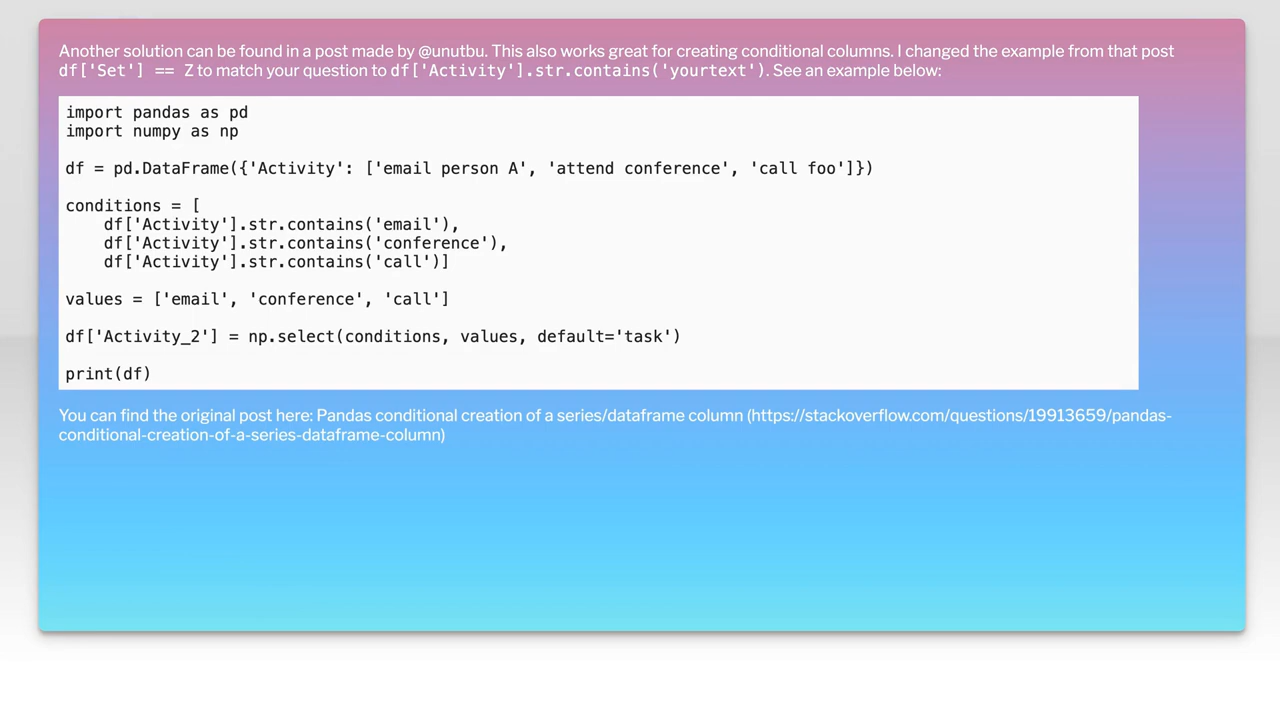 Another solution can be found in a post made by @unutbu. This also works great for creating conditional columns. I changed the example from that post
df['Set'] == Z to match your question to df['Activity'].str.contains('yourtext'). See an example below:
import pandas as pd
import numpy as np
df = pd.DataFrame({'Activity': ['email person A', 'attend conference', 'call foo']})
conditions = [
    df['Activity'].str.contains('email'),
    df['Activity'].str.contains('conference'),
    df['Activity'].str.contains('call')]
values = ['email', 'conference', 'call']
df['Activity_2'] = np.select(conditions, values, default='task')
print(df)
You can find the original post here: Pandas conditional creation of a series/dataframe column (https://stackoverflow.com/questions/19913659/pandas-
conditional-creation-of-a-series-dataframe-column)